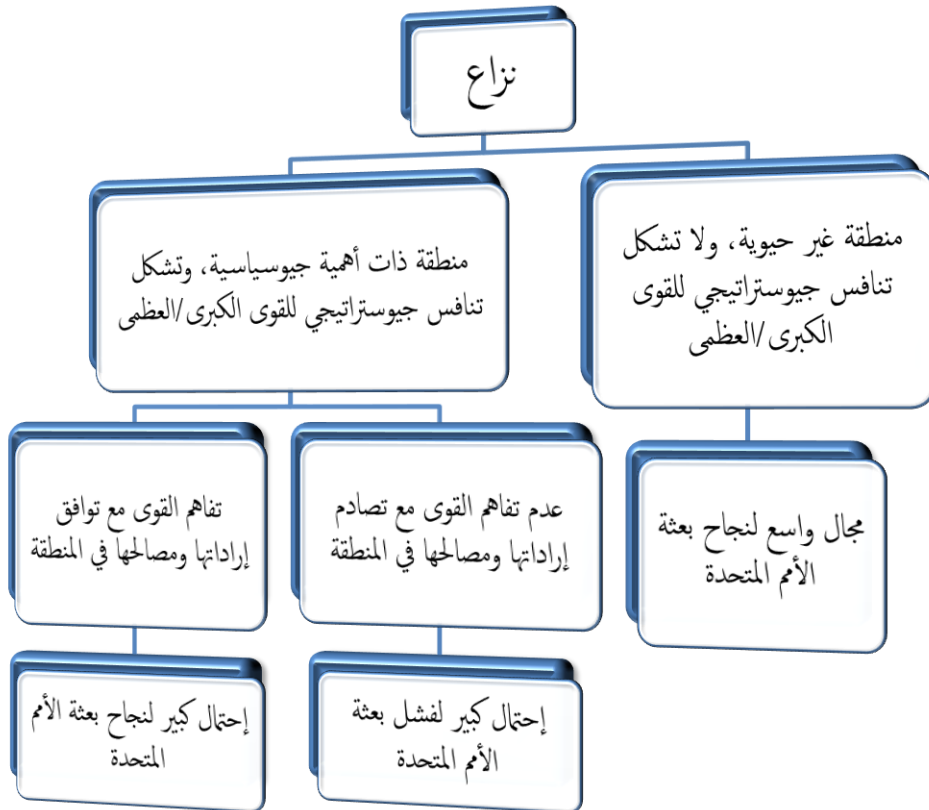 نزاع
منطقة غير حيوية، ولا تشكل
تنافس جيوستراتيجي للقوى
الكبرى/العظمى
منطقة ذات أهمية جيوسياسية، وتشكل
تنافس جيوستراتيجي للقوى الكبرى/العظمى
مجال واسع لنجاح بعثة
الأمم المتحدة
عدم تفاهم القوى مع تصادم
إراداتها ومصالحها في المنطقة
تفاهم القوى مع توافق
إراداتها ومصالحها في المنطقة
إحتمال كبير لفشل بعثة
الأمم المتحدة
إحتمال كبير لنجاح بعثة الأمم
المتحدة